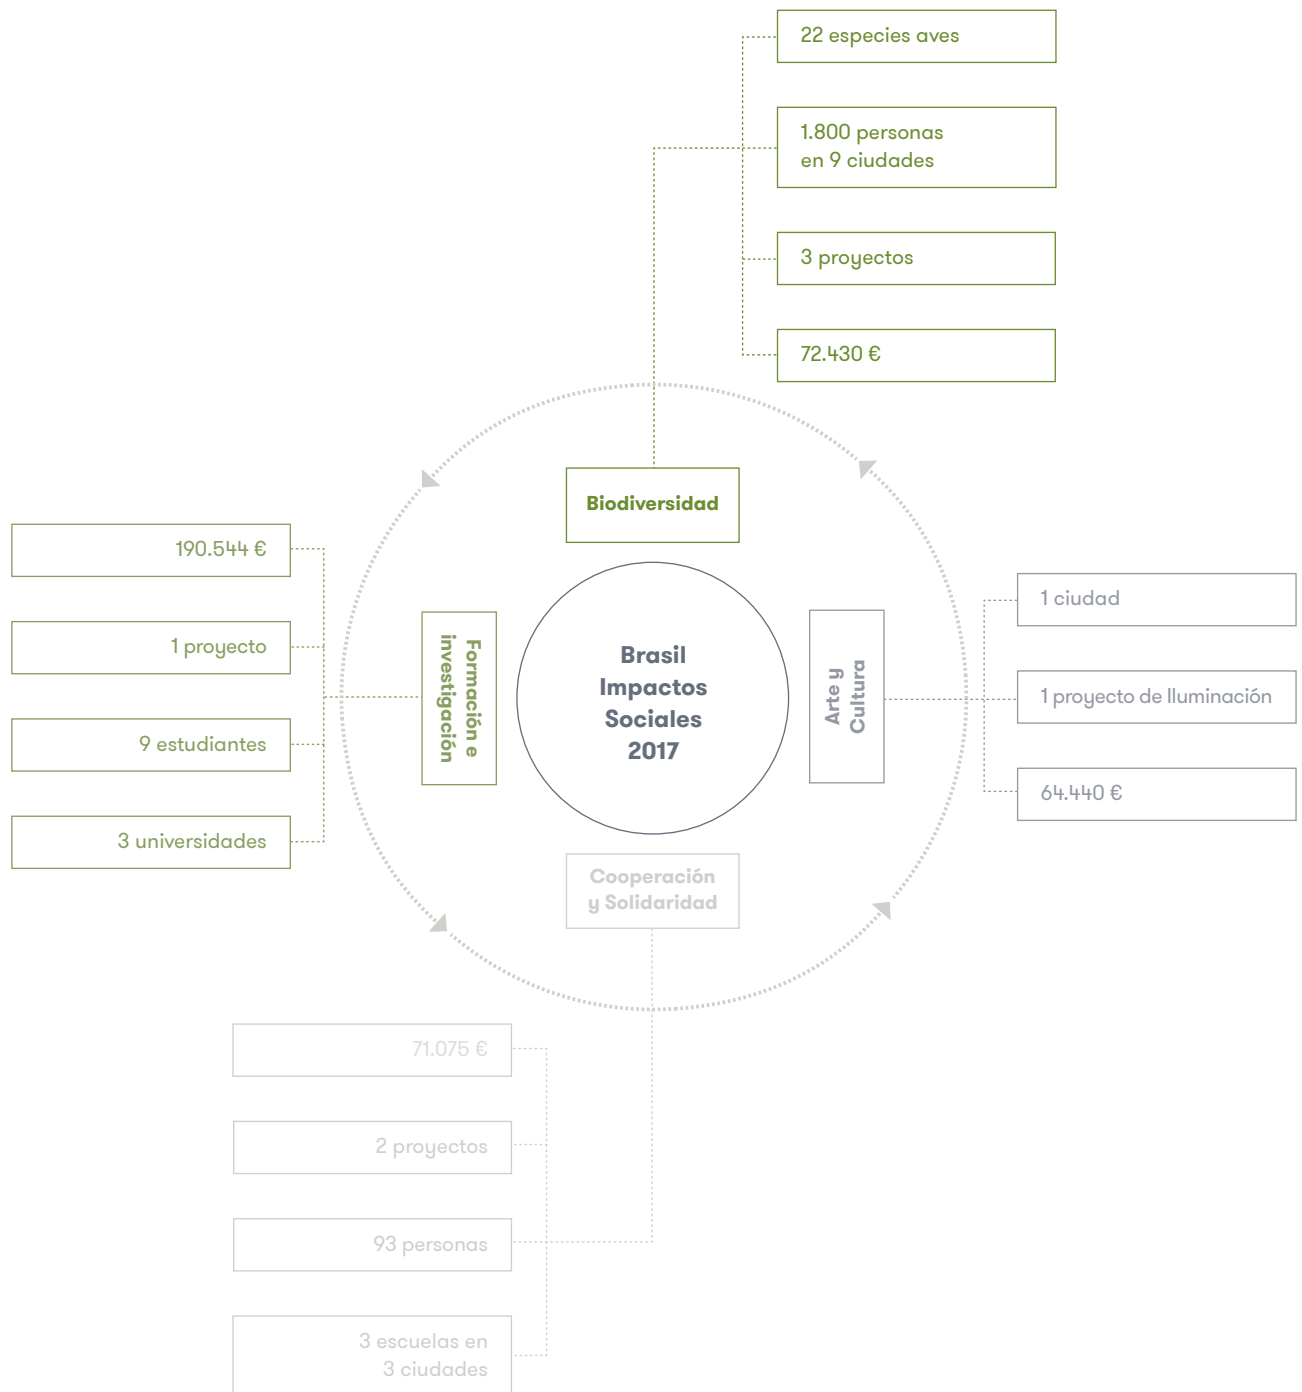 22 especies aves
1.800 personas
en 9 ciudades
3 proyectos
72.430 €
Biodiversidad
190.544 €
1 proyecto
9 estudiantes
3 universidades
Formación e
investigación
Brasil
Impactos
Sociales
2017
Arte y
Cultura
1 ciudad
1 proyecto de Iluminación
64.440 €
Cooperación
y Solidaridad
71.075 €
2 proyectos
93 personas
3 escuelas en
3 ciudades